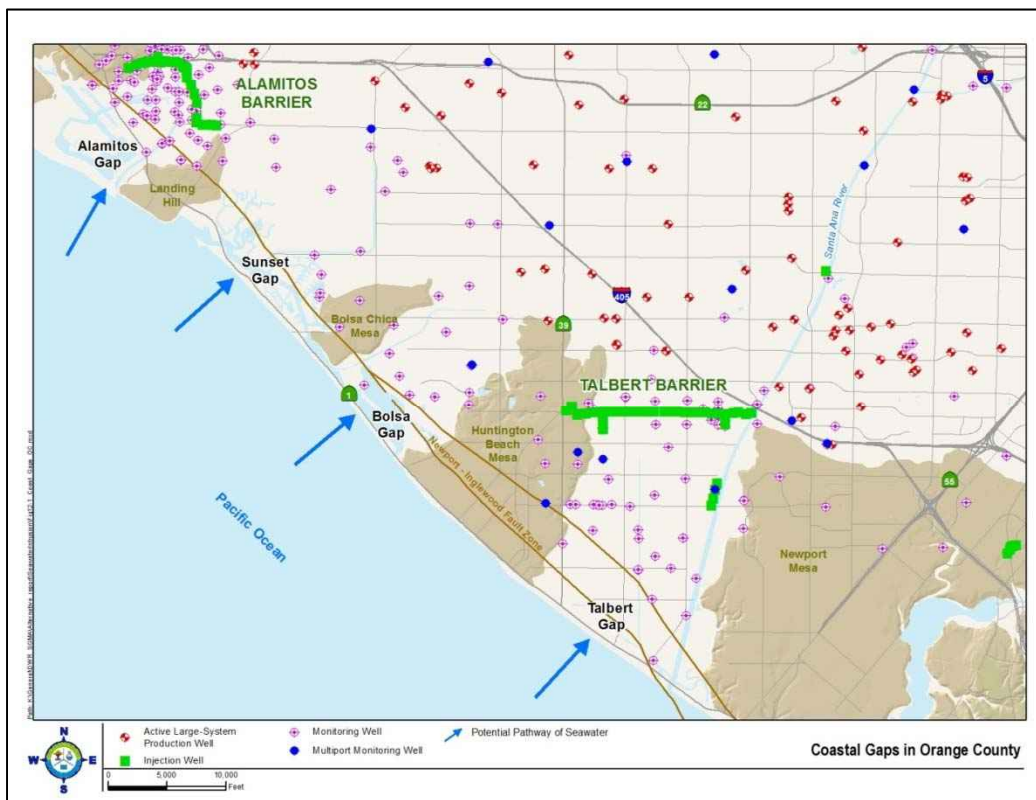 ALAMITOS
BARRIER
22
5
Alamitos
Gap
Landing
Hill
Santa Ana River
Sunset
Gap
405
Bolsa Chica
Mesa
39
TALBERT BARRIER
1
Bolsa
Gap
Huntington
Beach
Mesa
Newport - Inglewood Fault Zone
55
Pacific Ocean
Newport
Mesa
Talbert
Gap
N
W
E
S
Active Large-System
Production Well
Injection Well
Monitoring Well
Multiport Monitoring Well
Potential Pathway of Seawater
0 5,000 10,000
Feet
Coastal Gaps in Orange County